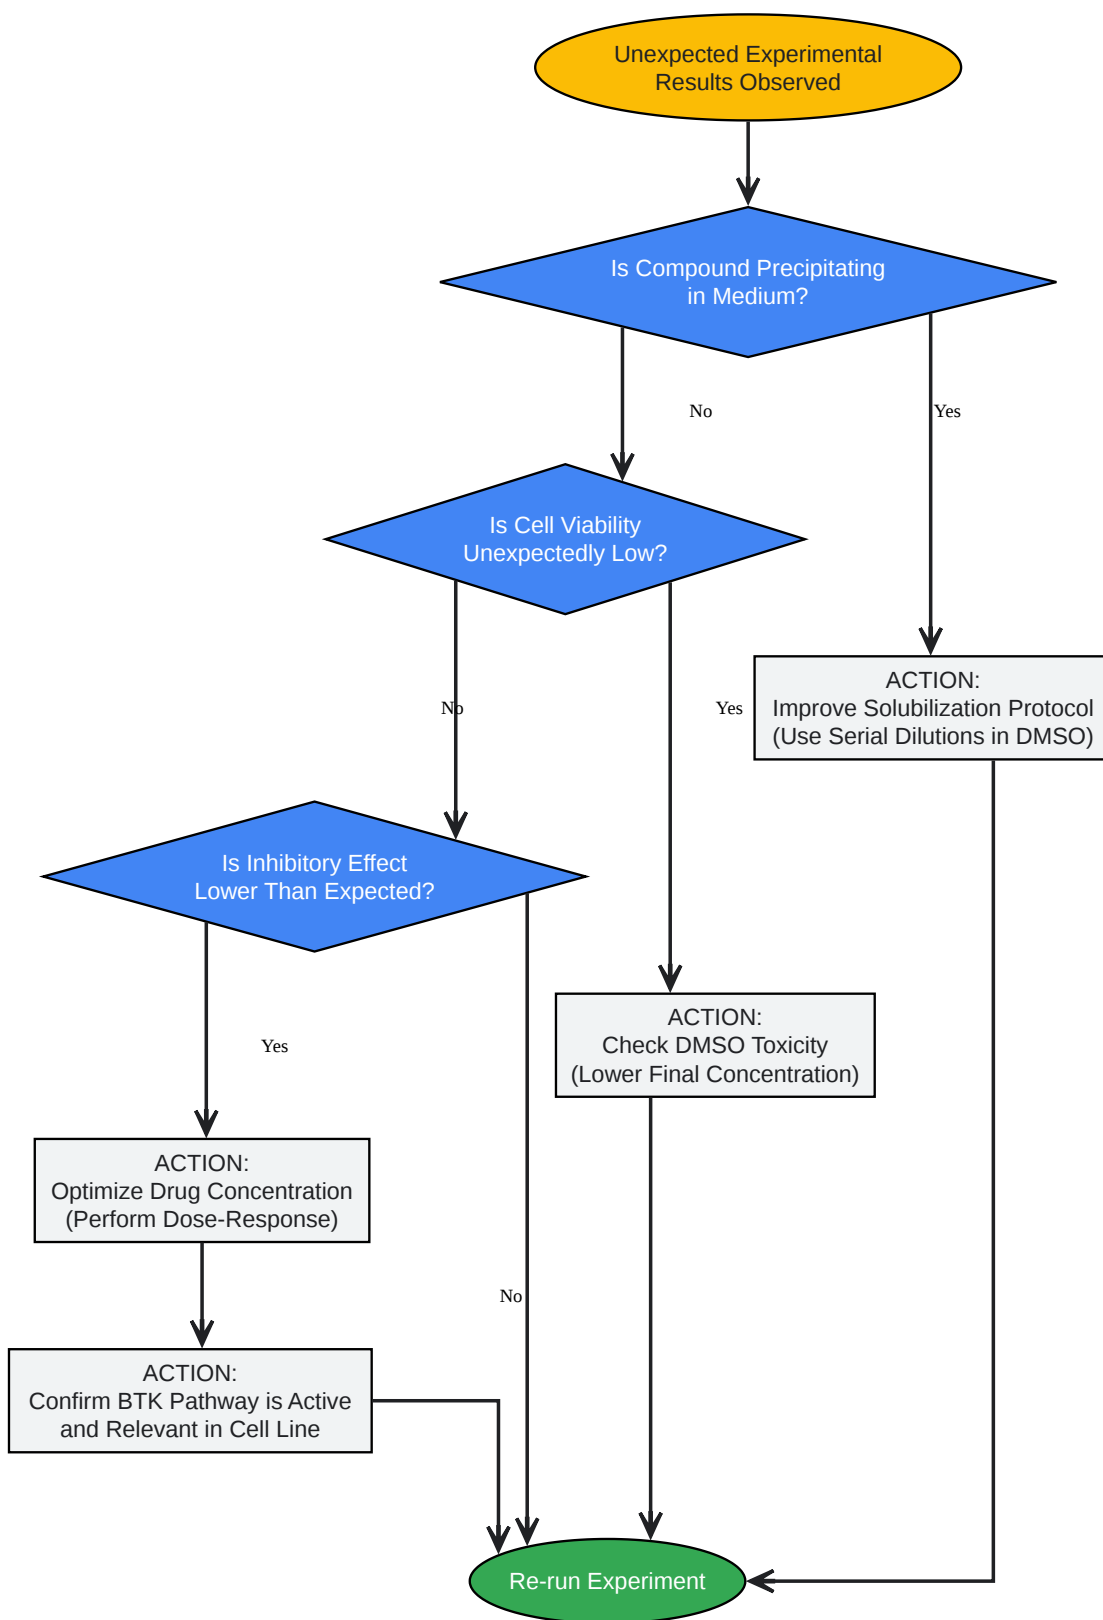 Unexpected Experimental
Results Observed
Is Compound Precipitating
in Medium?
No
Yes
Is Cell Viability
Unexpectedly Low?
No
Yes
ACTION:
Improve Solubilization Protocol
(Use Serial Dilutions in DMSO)
Is Inhibitory Effect
Lower Than Expected?
ACTION:
Check DMSO Toxicity
(Lower Final Concentration)
Yes
ACTION:
Optimize Drug Concentration
(Perform Dose-Response)
No
ACTION:
Confirm BTK Pathway is Active
and Relevant in Cell Line
Re-run Experiment